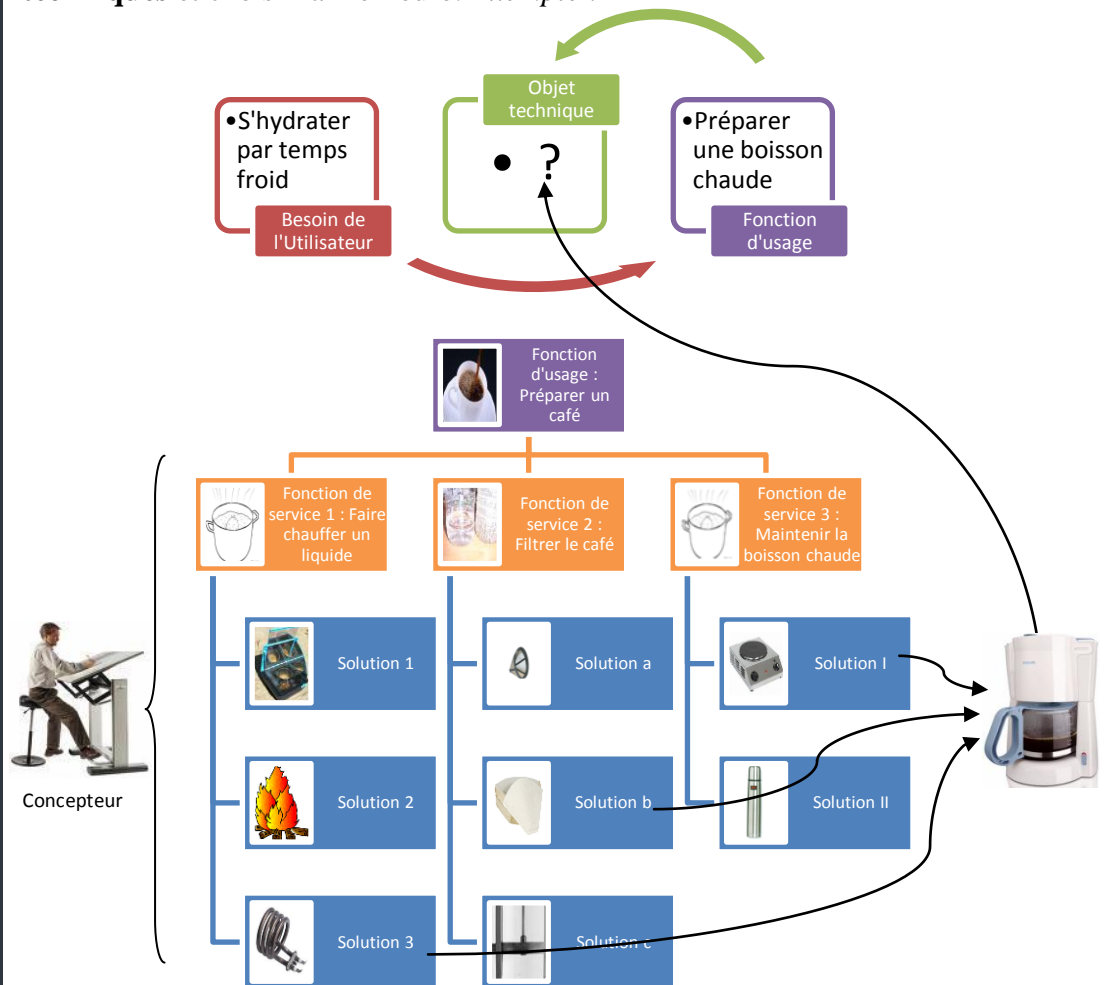 Objet
technique
•S'hydrater
par temps
froid
• ?
•Préparer
une boisson
chaude
Besoin de
l'Utilisateur
Fonction
d'usage
Fonction
d'usage :
Préparer un
café
Fonction de
service 1 : Faire
chauffer un
liquide
Fonction de
service 2 :
Filtrer le café
Fonction de
service 3 :
Maintenir la
boisson chaude
Solution 1
Solution a
Solution I
Solution 2
Solution b
Solution II
Solution 3
Solution c
Concepteur